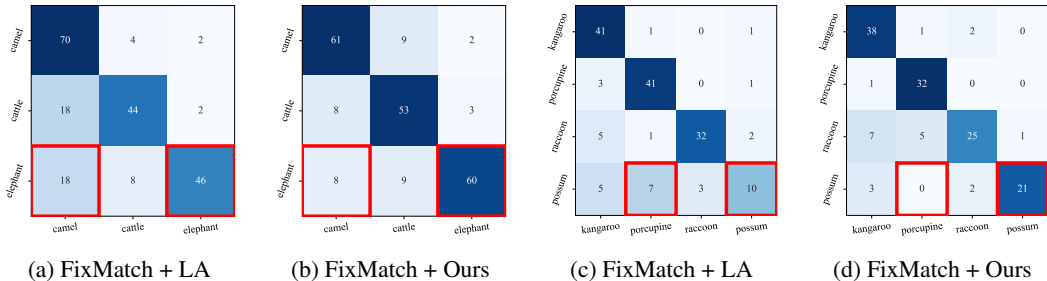 camel 70 4 2
cattle 18 44 2
elephant 18 8 46
camel cattle elephant
(a) FixMatch + LA
camel 61 9 2
cattle 8 53 3
elephant 8 9 60
camel cattle elephant
(b) FixMatch + Ours
kangaroo 41 1 0 1
porcupine 3 41 0 1
raccoon 5 1 32 2
possum 5 7 3 10
kangaroo porcupine raccoon possum
(c) FixMatch + LA
kangaroo 38 1 2 0
porcupine 1 32 0 0
raccoon 7 5 25 1
possum 3 0 2 21
kangaroo porcupine raccoon possum
(d) FixMatch + Ours